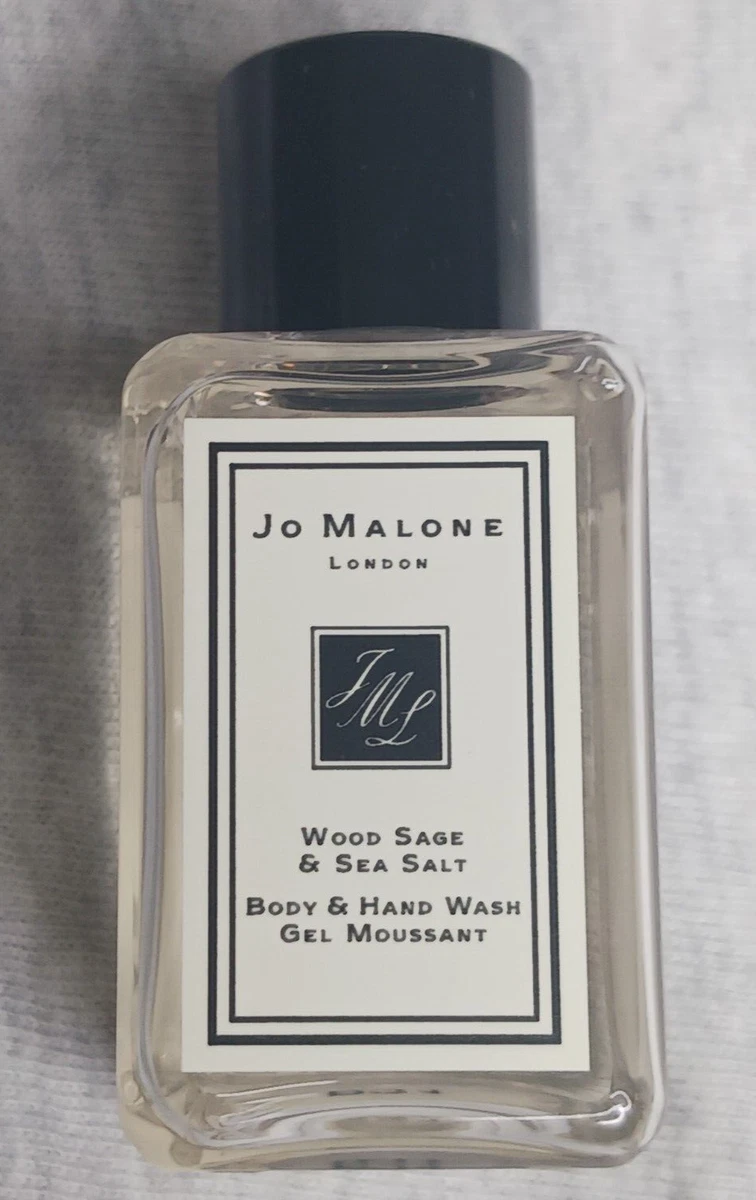 Jo Malone
London
JML
Wood Sage
& Sea Salt
Body & Hand Wash
Gel Moussant